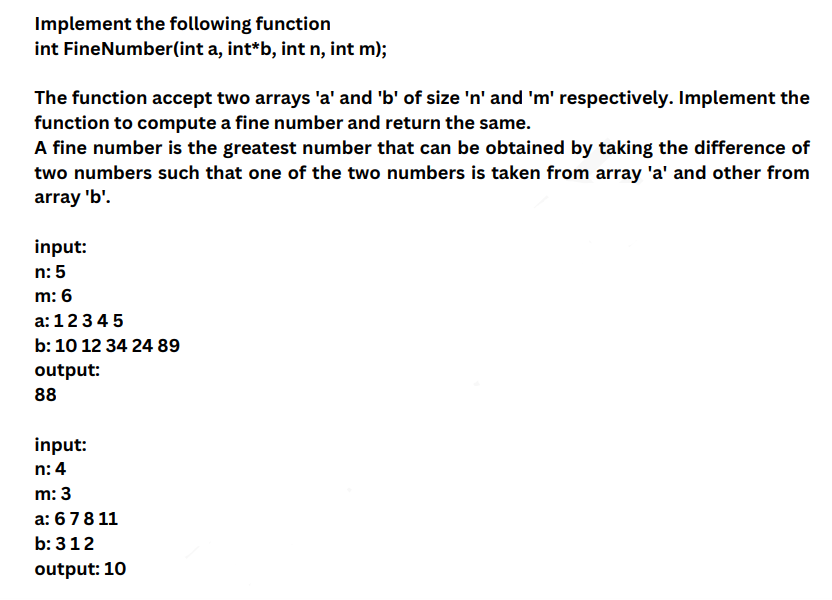 Implement the following function
int FineNumber(int a, int*b, int n, int m);
The function accept two arrays 'a' and 'b' of size 'n' and 'm' respectively. Implement the
function to compute a fine number and return the same.
A fine number is the greatest number that can be obtained by taking the difference of
two numbers such that one of the two numbers is taken from array 'a' and other from
array 'b'.
input:
n: 5
m: 6
a: 1 2 3 4 5
b: 10 12 34 24 89
output:
88
input:
n: 4
m: 3
a: 6 7 8 11
b: 3 1 2
output: 10